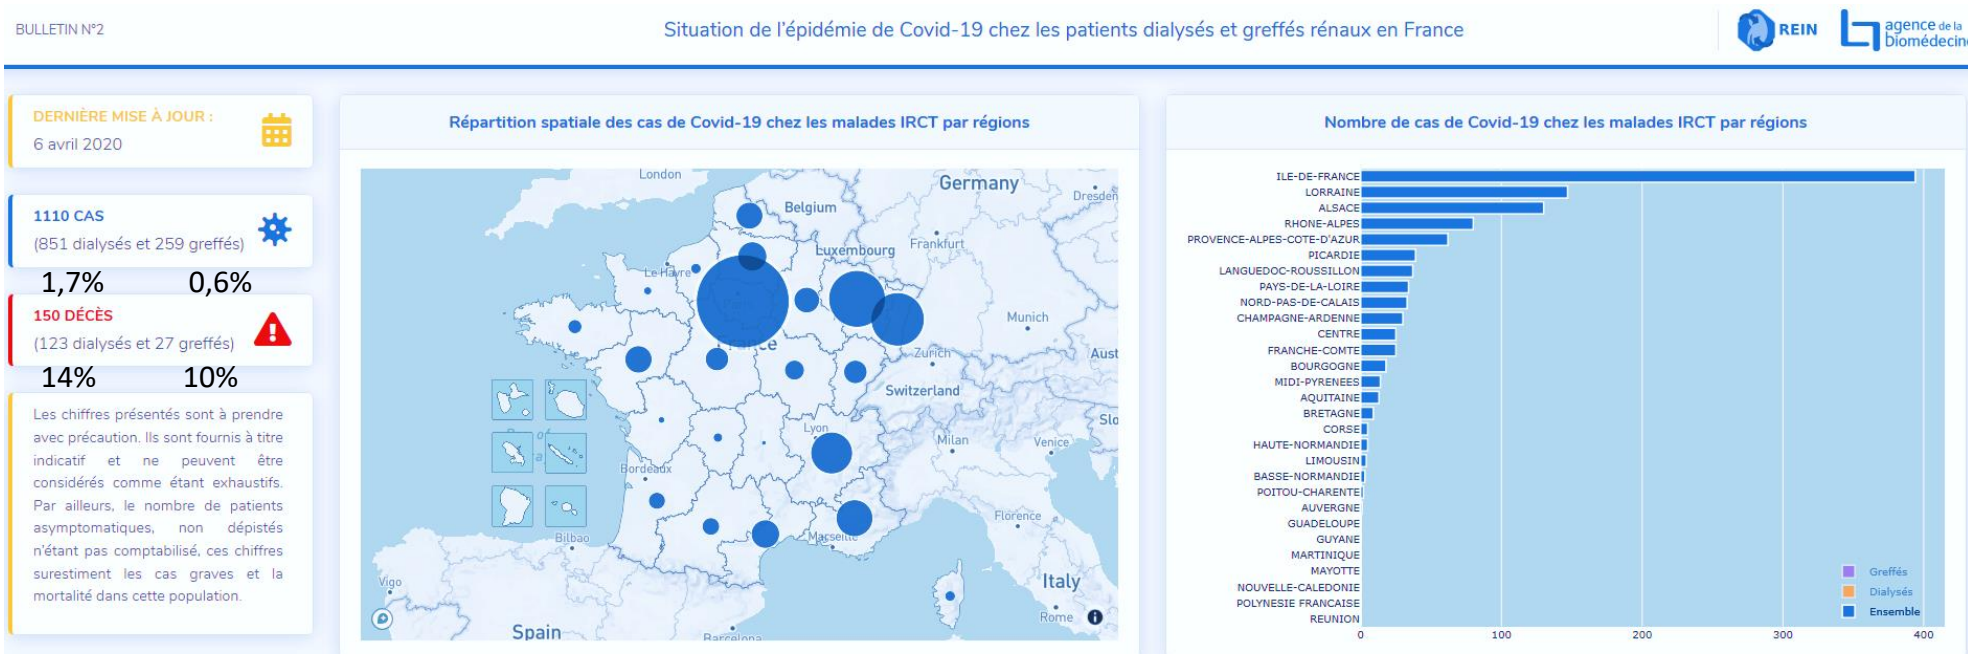 BULLETIN N°2
Situation de l'épidémie de Covid-19 chez les patients dialysés et greffés rénaux en France
REIN
agence de la
biomédecine
DERNIÈRE MISE À JOUR :
6 avril 2020
1110 CAS
(851 dialysés et 259 greffés)
1,7% 0,6%
150 DÉCÈS
(123 dialysés et 27 greffés)
14% 10%
Les chiffres présentés sont à prendre
avec précaution. Ils sont fournis à titre
indicatif et ne peuvent être
considérés comme étant exhaustifs.
Par ailleurs, le nombre de patients
asymptomatiques, non dépistés
n'étant pas comptabilisé, ces chiffres
surestiment les cas graves et la
mortalité dans cette population.
Répartition spatiale des cas de Covid-19 chez les malades IRCT par régions
London
Germany
Dresden
Belgium
Luxembourg
Frankfurt
Le Havre
Munich
France
Zurich
Aust
Switzerland
Lyon
Milan
Venice
Slo
Bordeaux
Florence
Bilbao
Marseille
Vigo
Italy
Rome
Spain
Barcelona
Nombre de cas de Covid-19 chez les malades IRCT par régions
ILE-DE-FRANCE
LORRAINE
ALSACE
RHONE-ALPES
PROVENCE-ALPES-COTE-D'AZUR
PICARDIE
LANGUEDOC-ROUSSILLON
PAYS-DE-LA-LOIRE
NORD-PAS-DE-CALAIS
CHAMPAGNE-ARDENNE
CENTRE
FRANCHE-COMTE
BOURGOGNE
MIDI-PYRENEES
AQUITAINE
BRETAGNE
CORSE
HAUTE-NORMANDIE
LIMOUSIN
BASSE-NORMANDIE
POITOU-CHARENTE
AUVERGNE
GUADELOUPE
GUYANE
MARTINIQUE
MAYOTTE
NOUVELLE-CALEDONIE
POLYNESIE FRANCAISE
REUNION
0 100 200 300 400
Greffés
Dialysés
Ensemble